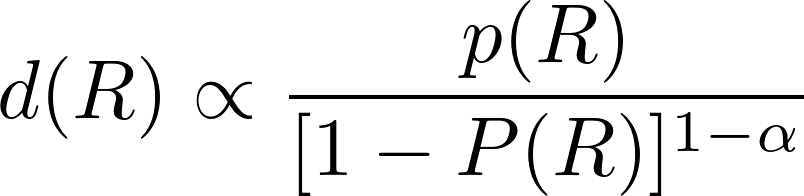 d(R) ∝ p(R) / [1 − P(R)]^{1−α}